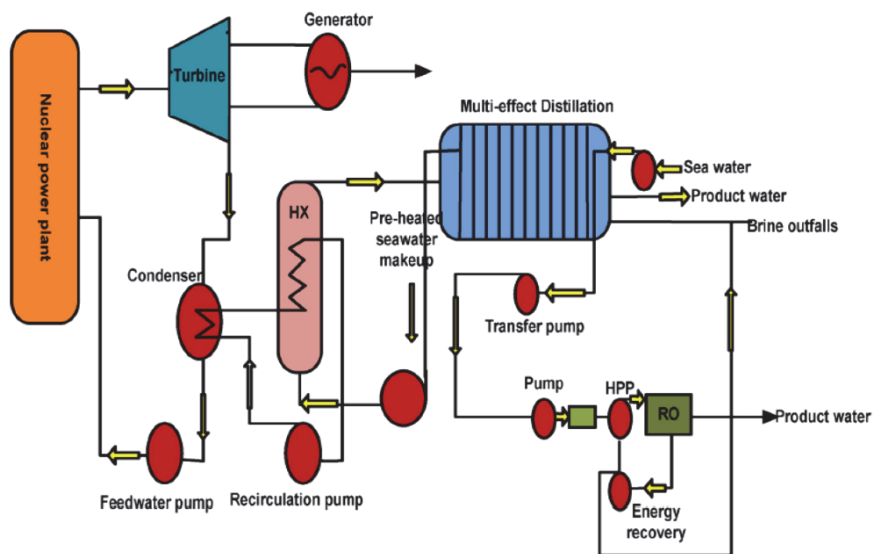 Generator
Turbine
Nuclear power plant
Multi-effect Distillation
Sea water
Product water
Brine outfalls
HX
Pre-heated
seawater
makeup
Condenser
Transfer pump
Pump
HPP
RO
Product water
Feedwater pump
Recirculation pump
Energy
recovery